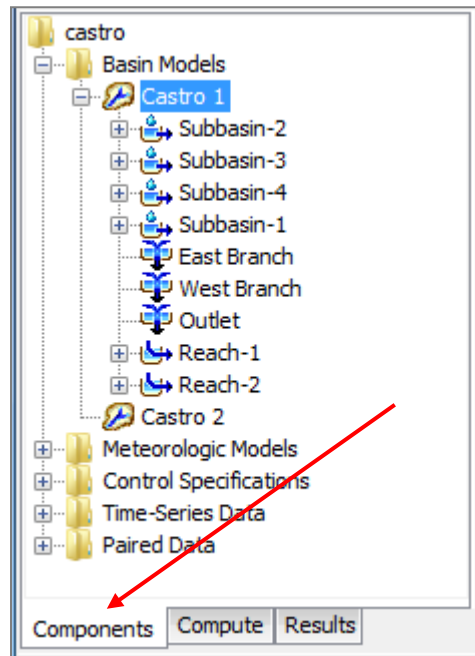 castro
Basin Models
Castro 1
Subbasin-2
Subbasin-3
Subbasin-4
Subbasin-1
East Branch
West Branch
Outlet
Reach-1
Reach-2
Castro 2
Meteorologic Models
Control Specifications
Time-Series Data
Paired Data
Components Compute Results